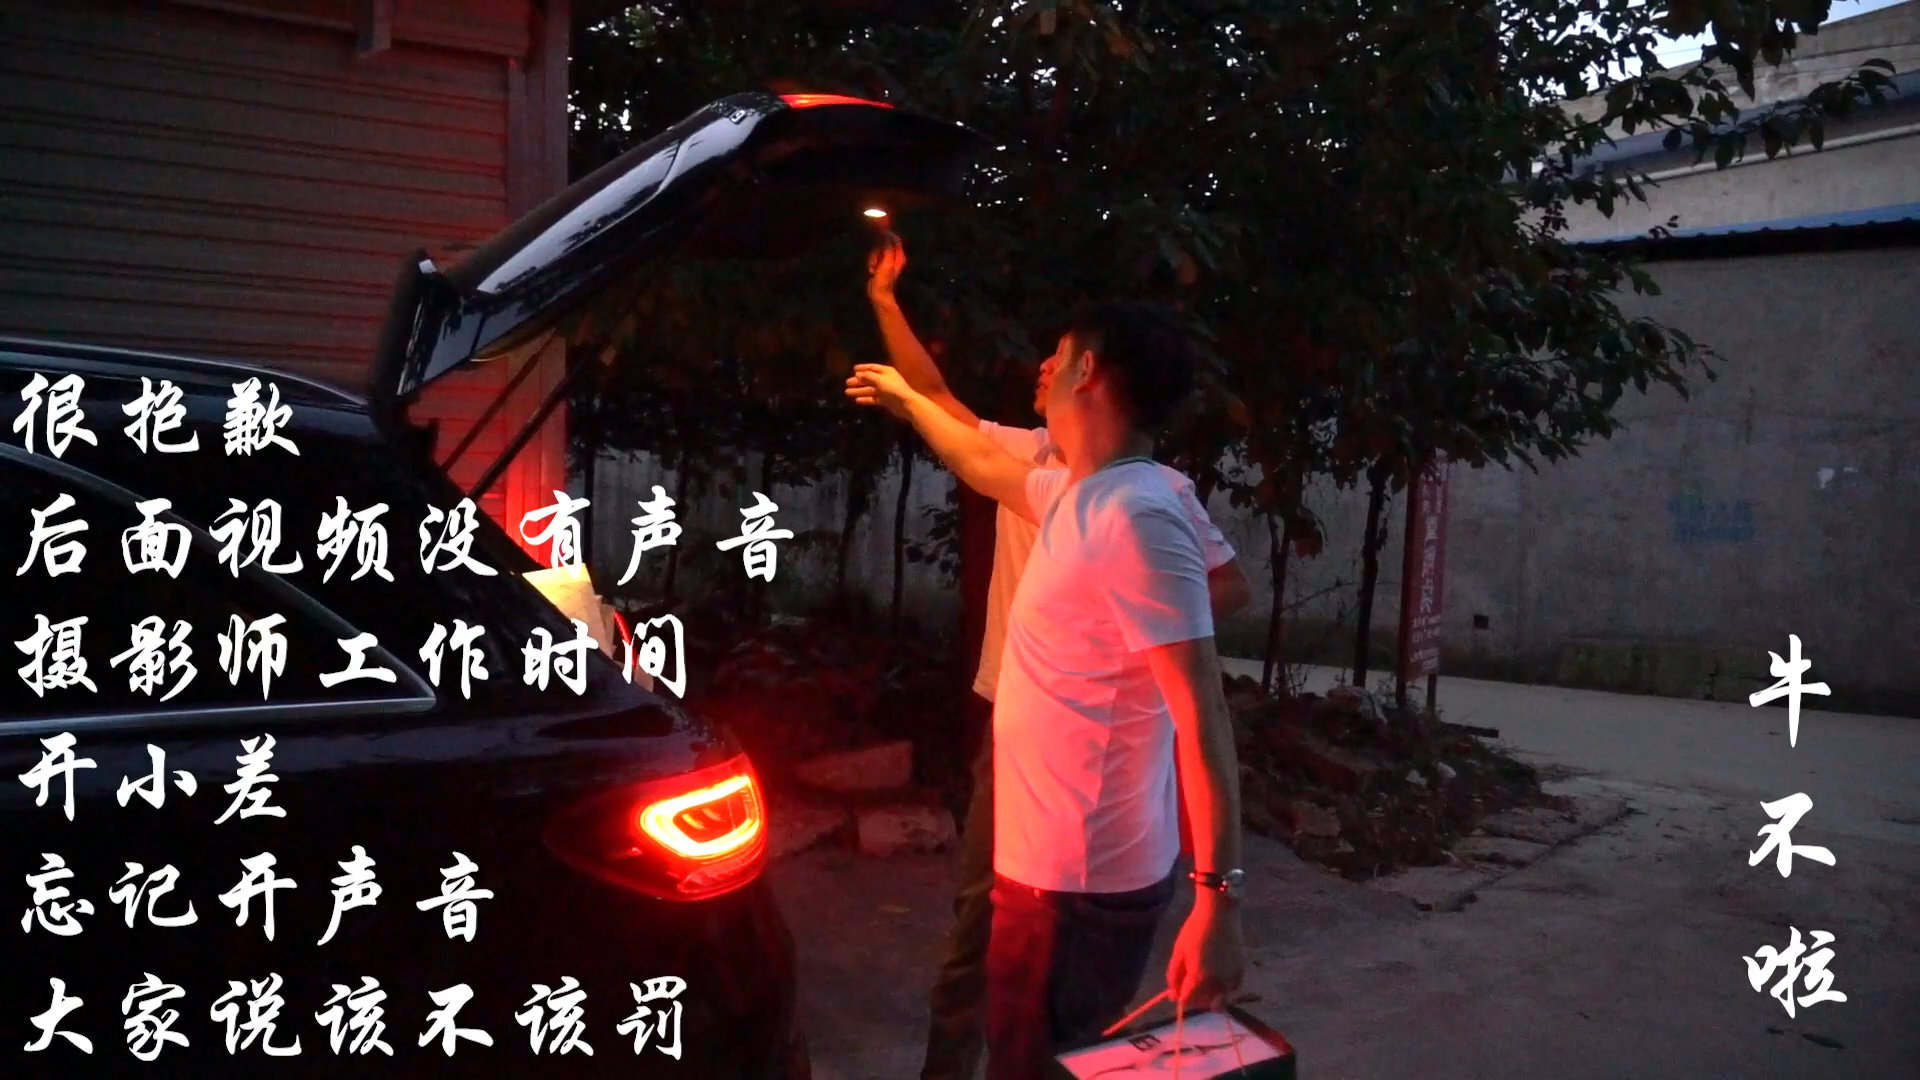 很抱歉
后面视频没有声音
摄影师工作时间
开小差
忘记开声音
大家说该不该罚
牛不啦